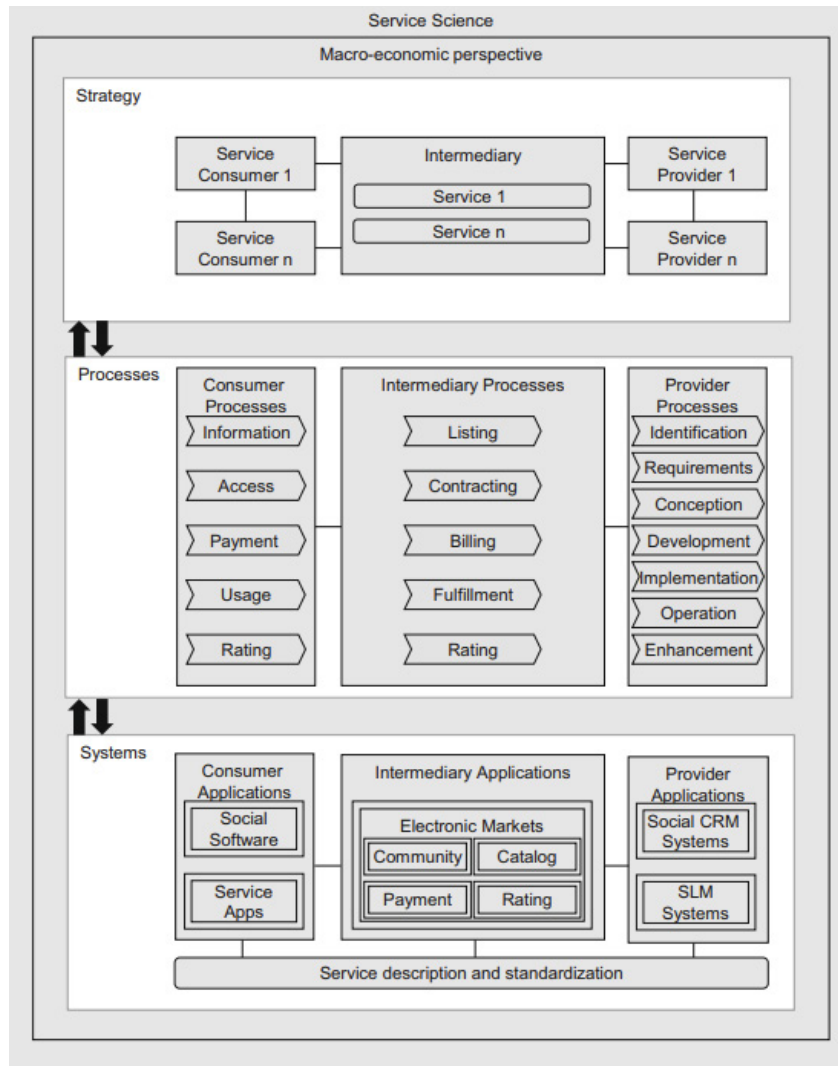 Service Science
Macro-economic perspective
Strategy
Service
Consumer 1
Intermediary
Service
Provider 1
Service 1
Service
Consumer n
Service n
Service
Provider n
Processes
Consumer
Processes
Intermediary Processes
Provider
Processes
Information
Access
Payment
Usage
Rating
Listing
Contracting
Billing
Fulfillment
Rating
Identification
Requirements
Conception
Development
Implementation
Operation
Enhancement
Systems
Consumer
Applications
Social
Software
Service
Apps
Intermediary Applications
Electronic Markets
Community
Catalog
Payment
Rating
Provider
Applications
Social CRM
Systems
SLM
Systems
Service description and standardization